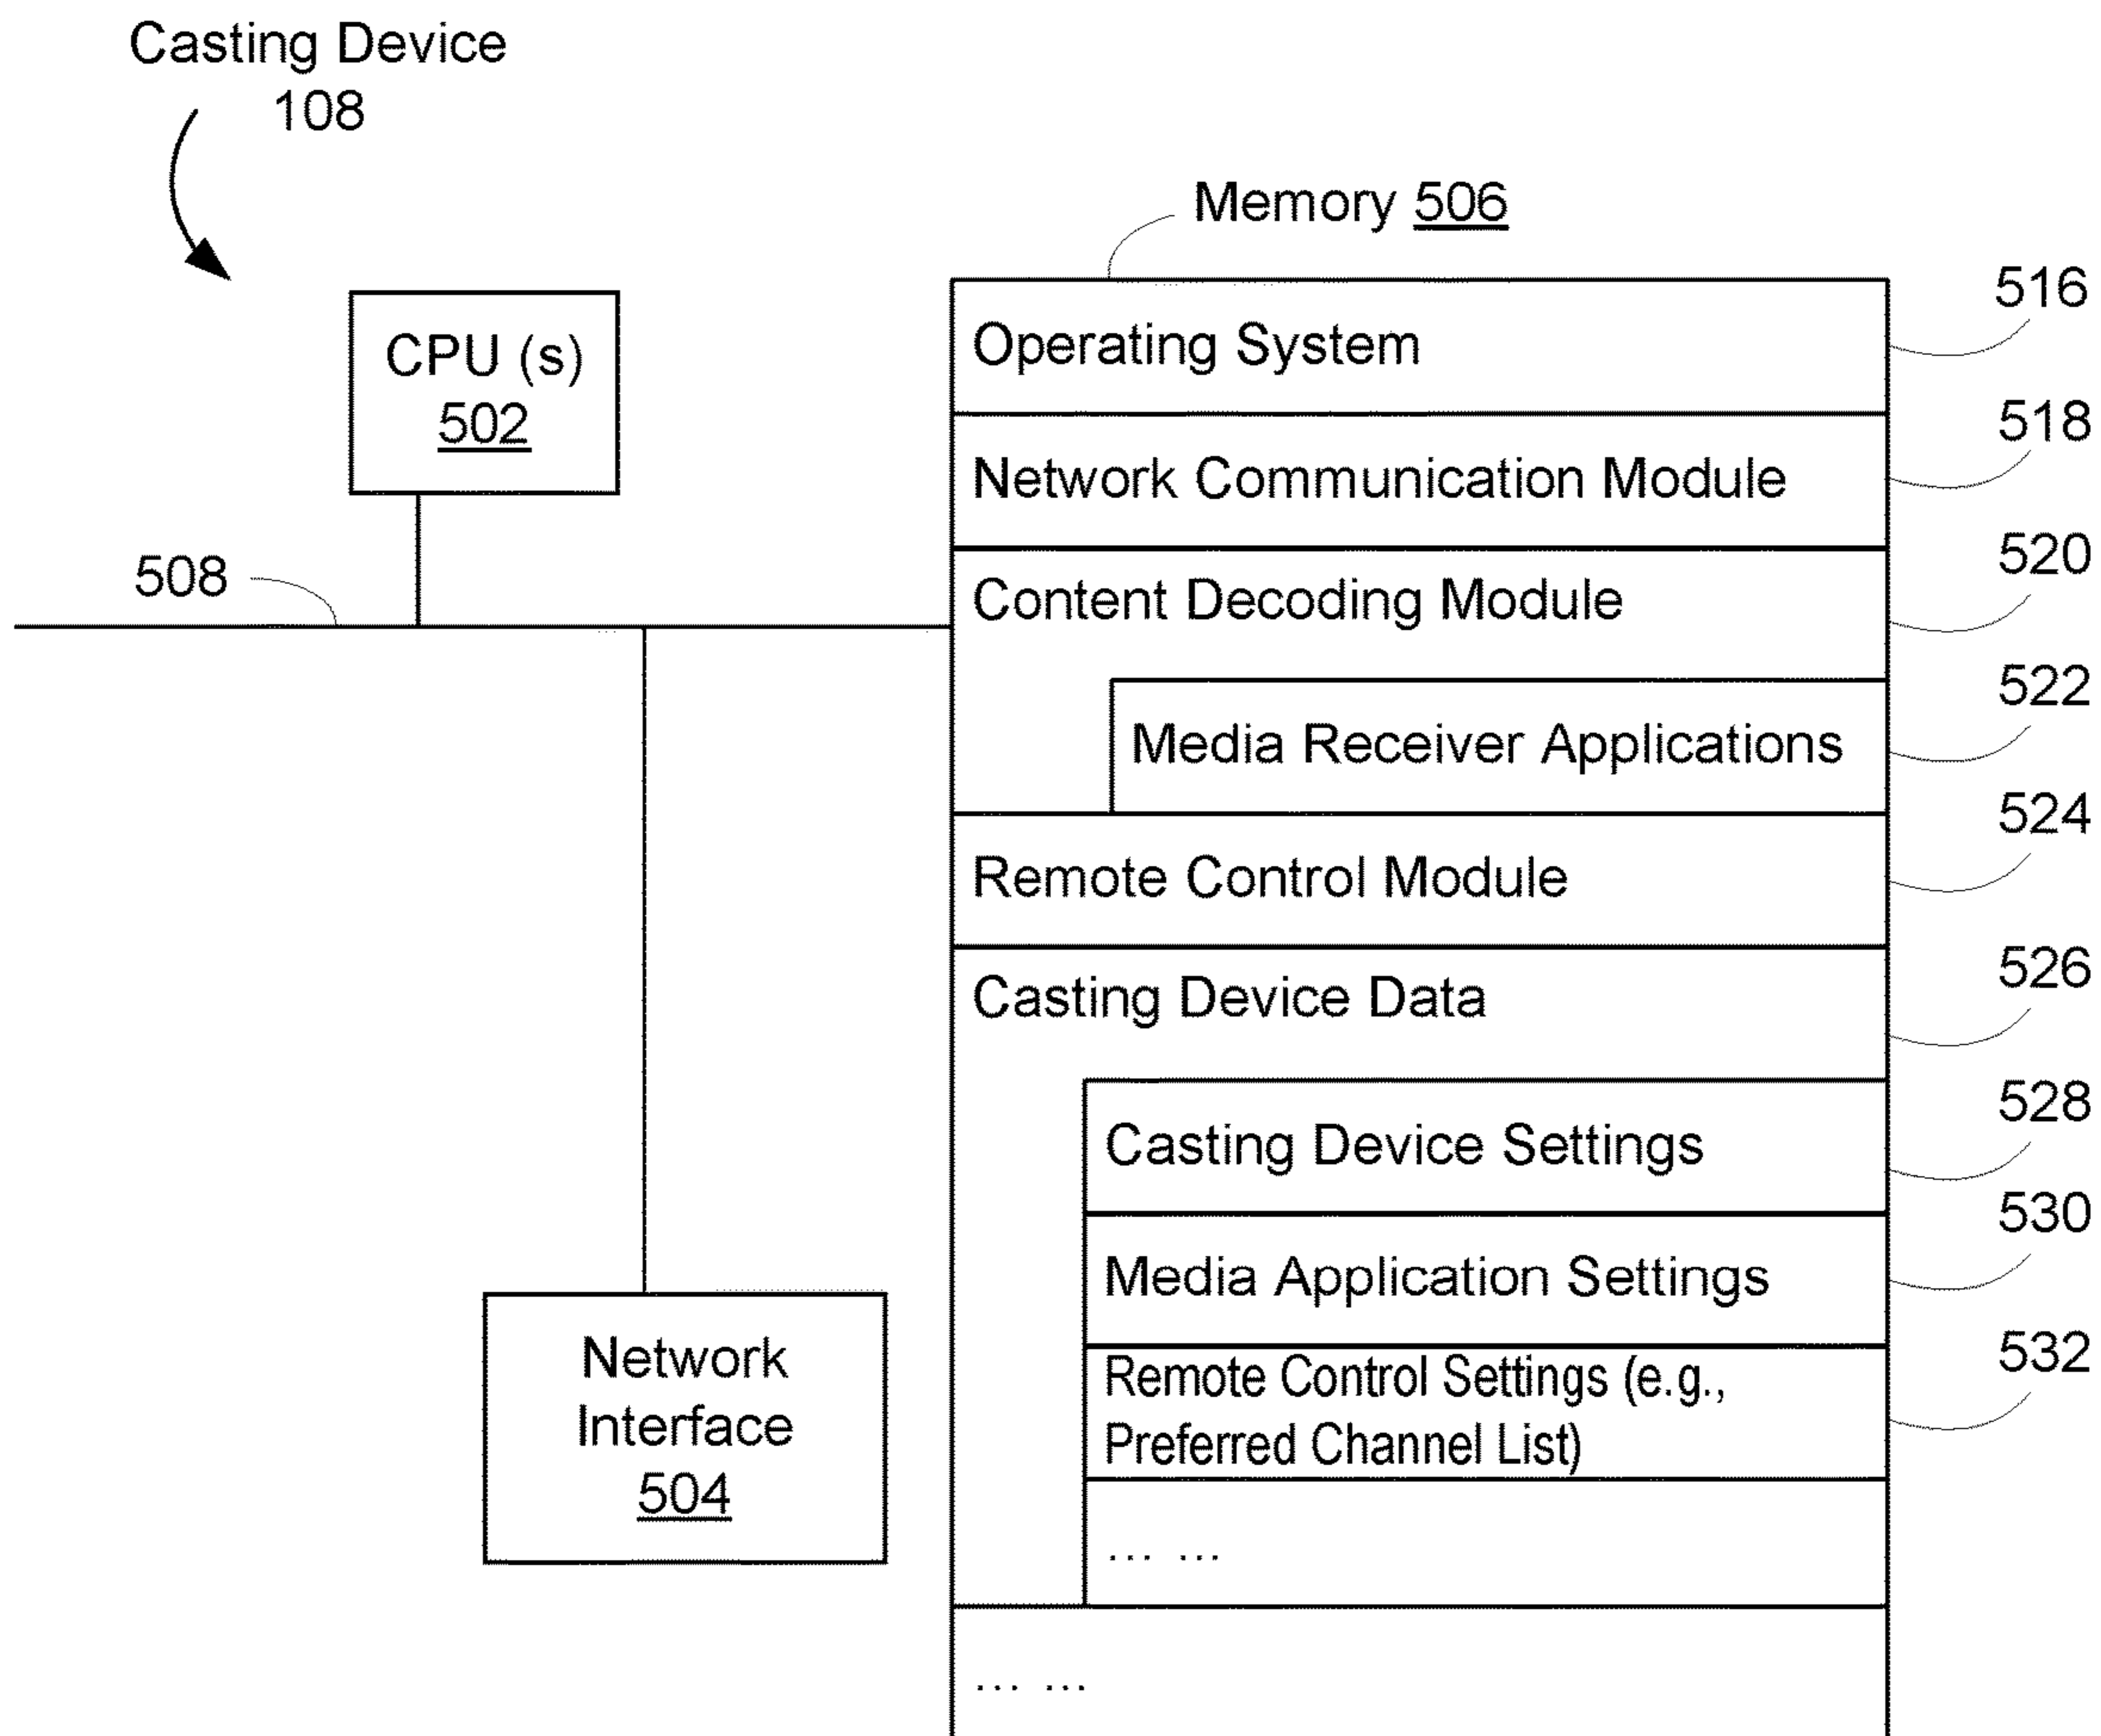 Casting Device
108
Memory 506
CPU (s)
502
508
Operating System
516
Network Communication Module
518
Content Decoding Module
520
Media Receiver Applications
522
Remote Control Module
524
Casting Device Data
526
Casting Device Settings
528
Media Application Settings
530
Remote Control Settings (e.g.,
Preferred Channel List)
532
... ...
... ...
Network
Interface
504